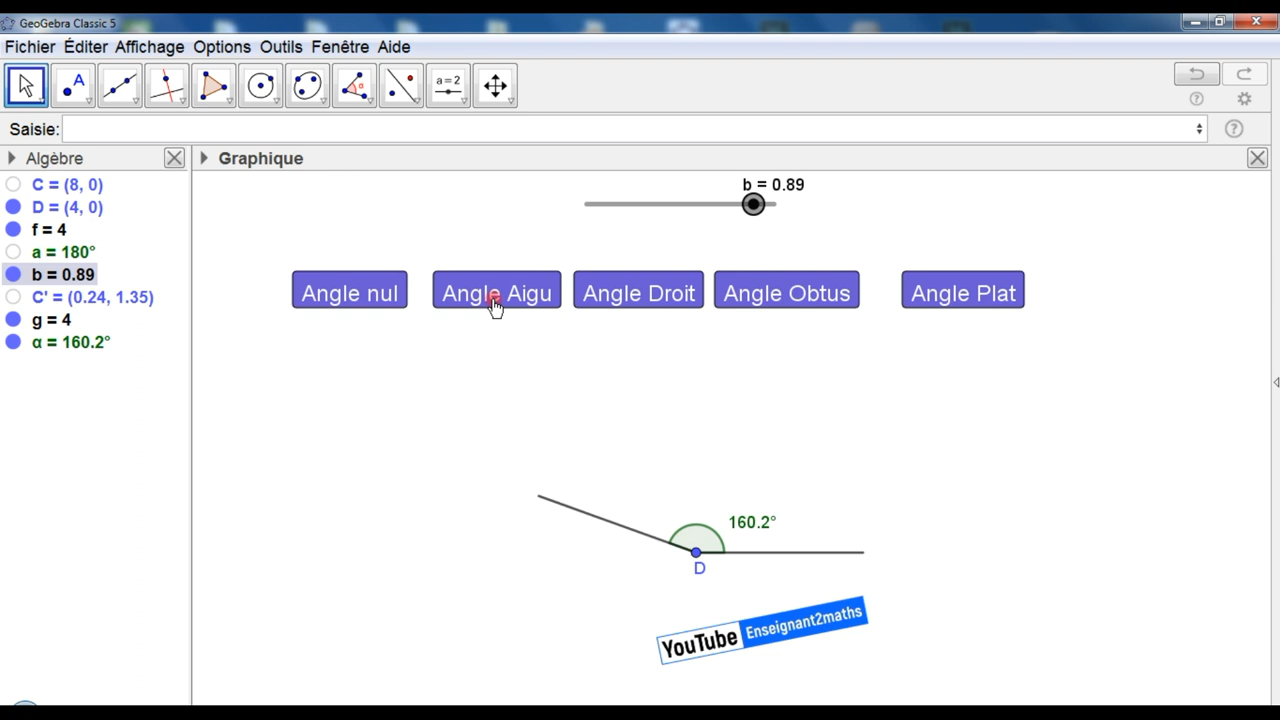 GeoGebra Classic 5
Fichier Éditer Affichage Options Outils Fenêtre Aide
A
α
a = 2
Saisie:
Algèbre
Graphique
C = (8, 0)
D = (4, 0)
f = 4
a = 180°
b = 0.89
C' = (0.24, 1.35)
g = 4
α = 160.2°
b = 0.89
Angle nul
Angle Aigu
Angle Droit
Angle Obtus
Angle Plat
160.2°
D
YouTube Enseignant2maths